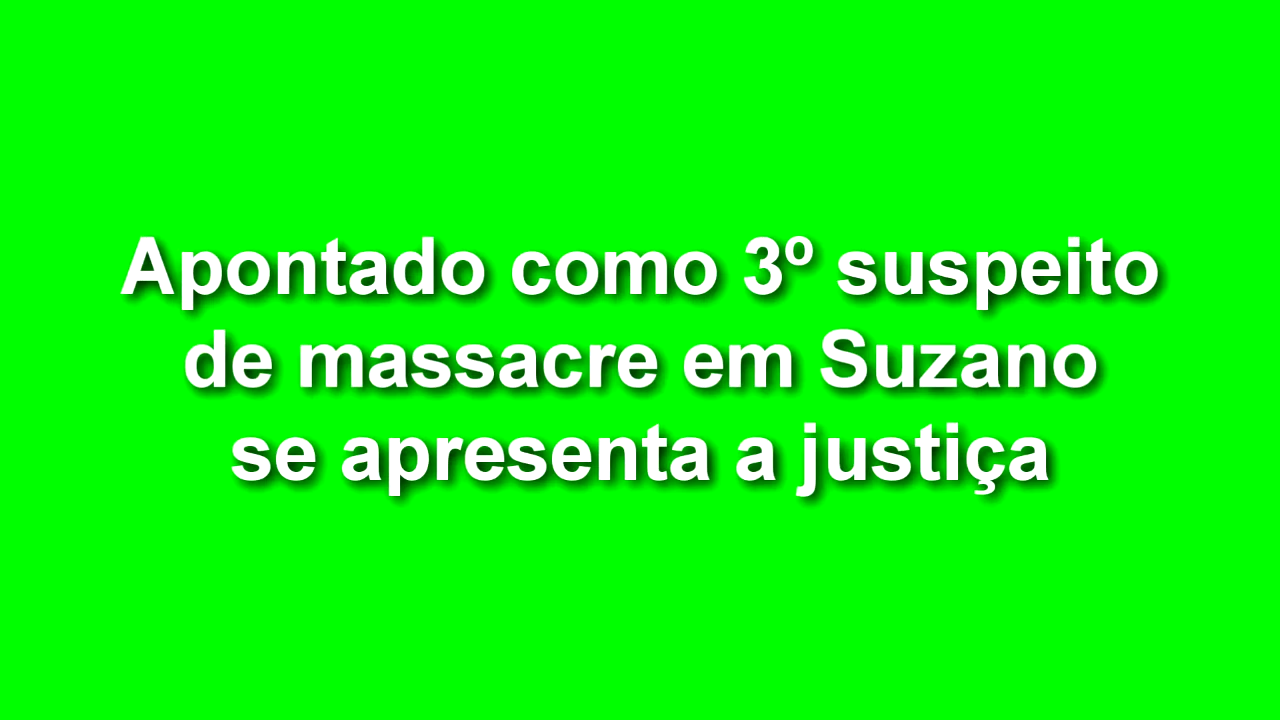 Apontado como 3º suspeito
de massacre em Suzano
se apresenta a justiça